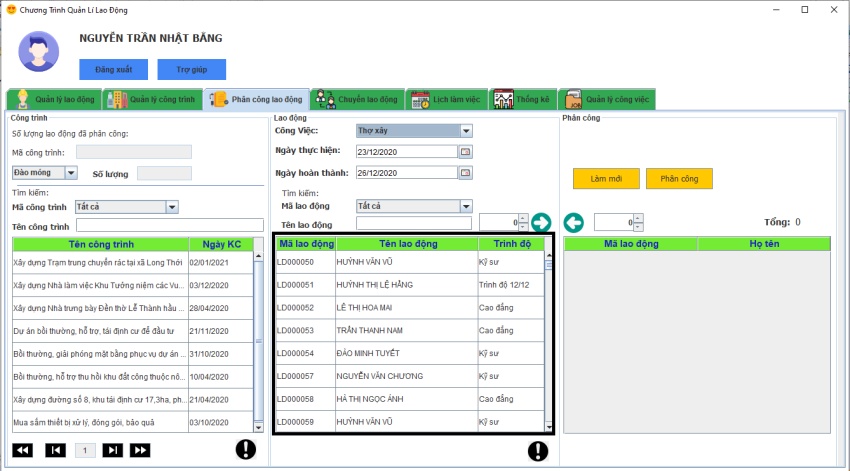 Chương Trình Quản Lí Lao Động
NGUYỄN TRẦN NHẬT BẰNG
Đăng xuất Trợ giúp
Quản lý lao động Quản lý công trình Phân công lao động Chuyển lao động Lịch làm việc Thống kê Quản lý công việc
Công trình
Số lượng lao động đã phân công:
Mã công trình:
Đào móng Số lượng
Tìm kiếm:
Mã công trình Tất cả
Tên công trình
Tên công trình Ngày KC
Xây dựng Trạm trung chuyển rác tại xã Long Thới 02/01/2021
Xây dựng Nhà làm việc Khu Tưởng niệm các Vu... 03/12/2020
Xây dựng Nhà trưng bày Đền thờ Lễ Thành hầu ... 28/04/2020
Dự án bồi thường, hỗ trợ, tái định cư để đầu tư 21/11/2020
Bồi thường, giải phóng mặt bằng phục vụ dự án ... 31/10/2020
Bồi thường, hỗ trợ thu hồi khu đất công thuộc nô... 10/04/2020
Xây dựng đường số 8, khu tái định cư 17,3ha, ph... 21/04/2020
Mua sắm thiết bị xử lý, đóng gói, bảo quả 03/10/2020
1
Lao động
Công Việc: Thợ xây
Ngày thực hiện: 23/12/2020
Ngày hoàn thành: 26/12/2020
Tìm kiếm:
Mã lao động Tất cả
Tên lao động 0
Mã lao động Tên lao động Trình độ
LD000050 HUỲNH VĂN VŨ Kỹ sư
LD000051 HUỲNH THỊ LỆ HẰNG Trình độ 12/12
LD000052 LÊ THỊ HOA MAI Cao đẳng
LD000053 TRẦN THANH NAM Cao đẳng
LD000054 ĐÀO MINH TUYẾT Kỹ sư
LD000057 NGUYỄN VĂN CHƯƠNG Kỹ sư
LD000058 HÀ THỊ NGỌC ÁNH Cao đẳng
LD000059 HUỲNH VĂN VŨ Kỹ sư
Phân công
Làm mới Phân công
0 Tổng: 0
Mã lao động Họ tên